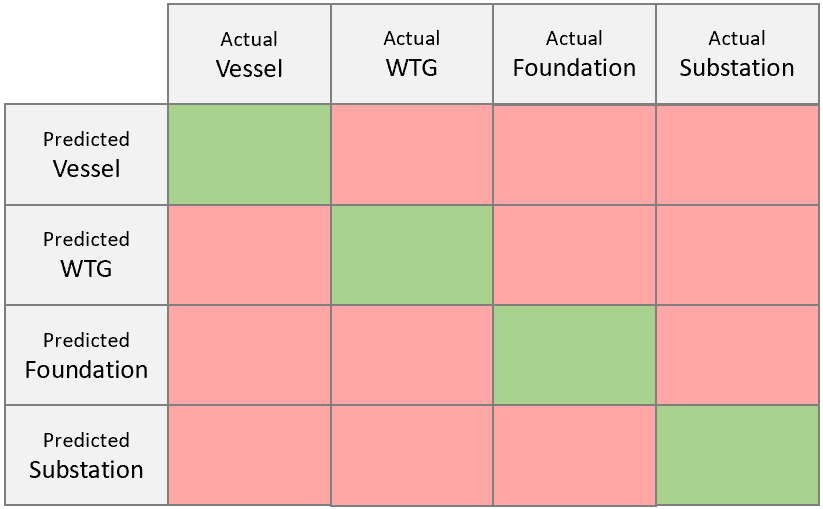 Actual
Vessel
Actual
WTG
Actual
Foundation
Actual
Substation
Predicted
Vessel
Predicted
WTG
Predicted
Foundation
Predicted
Substation